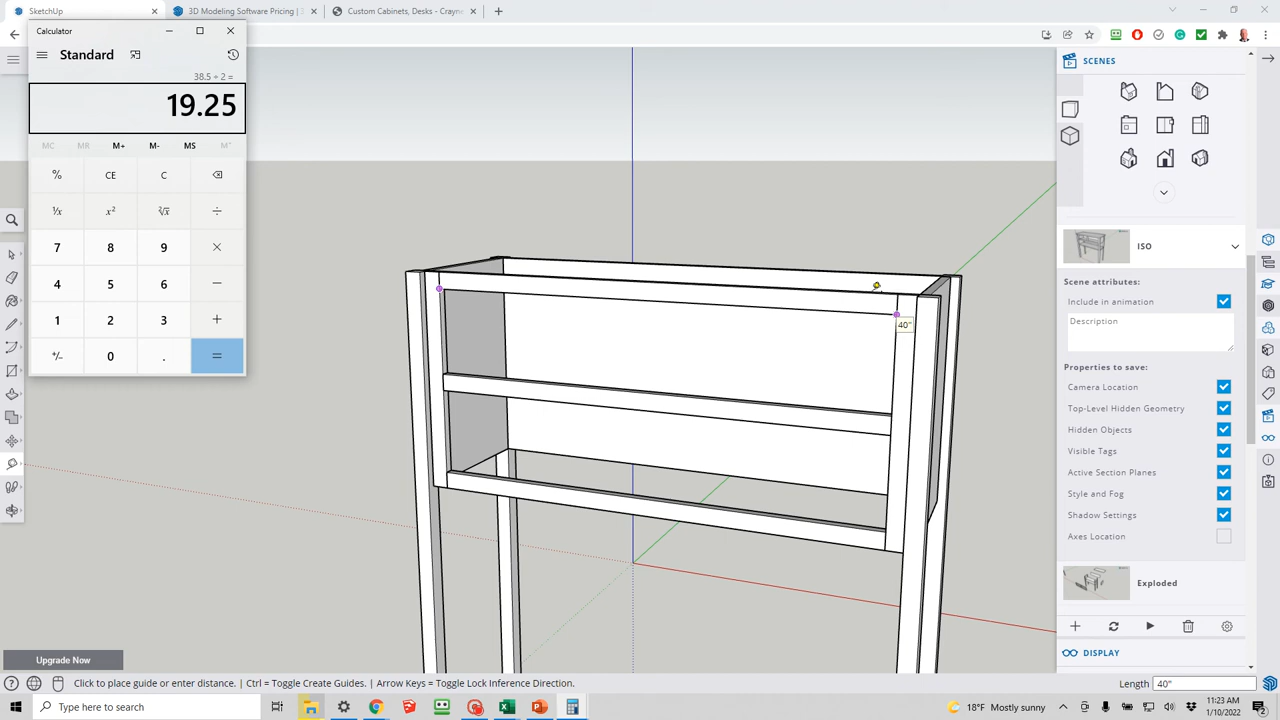 SketchUp
3D Modeling Software Pricing | 3
Custom Cabinets, Desks - Crayne
Calculator
Standard
38.5 ÷ 2 =
19.25
MC MR M+ M- MS M˅
% CE C
¹/x x² ²√x ÷
7 8 9 ×
4 5 6 −
1 2 3 +
⁺/₋ 0 . =
40"
SCENES
ISO
Scene attributes:
Include in animation
Description
Properties to save:
Camera Location
Top-Level Hidden Geometry
Hidden Objects
Visible Tags
Active Section Planes
Style and Fog
Shadow Settings
Axes Location
Exploded
DISPLAY
Upgrade Now
Click to place guide or enter distance. | Ctrl = Toggle Create Guides. | Arrow Keys = Toggle Lock Inference Direction.
Length 40"
Type here to search
18°F Mostly sunny
11:23 AM
1/10/2022
2